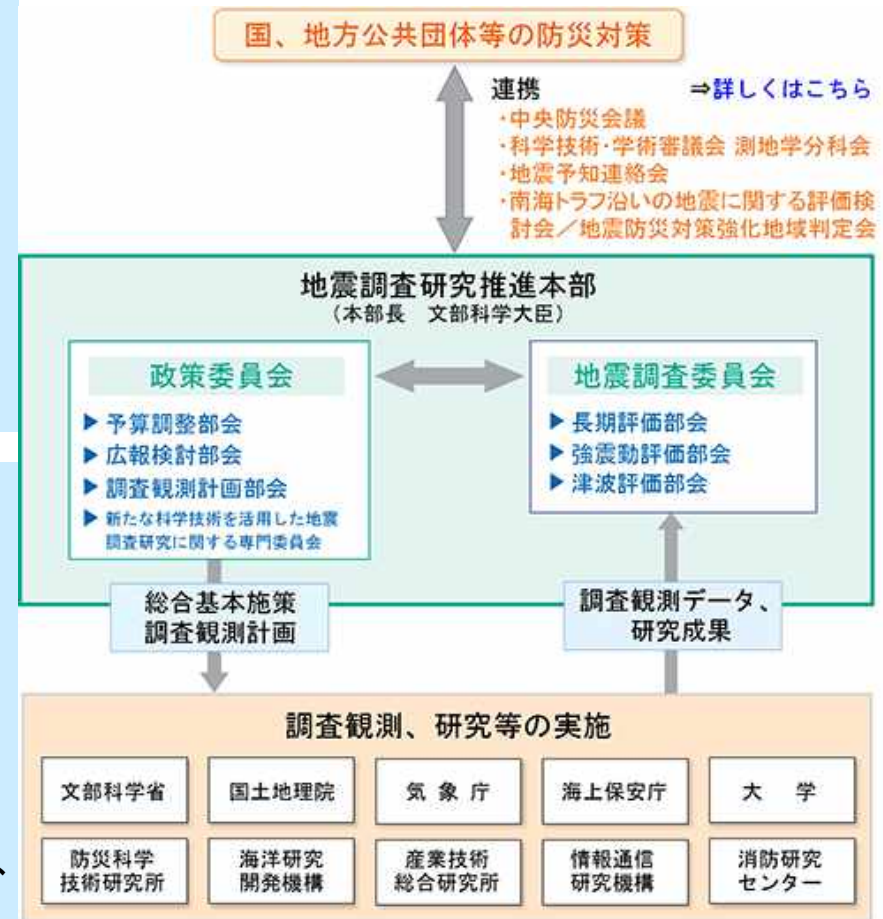 国、地方公共団体等の防災対策
連携 ⇒詳しくはこちら
・中央防災会議
・科学技術・学術審議会 測地学分科会
・地震予知連絡会
・南海トラフ沿いの地震に関する評価検
討会／地震防災対策強化地域判定会
地震調査研究推進本部
（本部長 文部科学大臣）
政策委員会
▶ 予算調整部会
▶ 広報検討部会
▶ 調査観測計画部会
▶ 新たな科学技術を活用した地震
調査研究に関する専門委員会
地震調査委員会
▶ 長期評価部会
▶ 強震動評価部会
▶ 津波評価部会
総合基本施策
調査観測計画
調査観測データ、
研究成果
調査観測、研究等の実施
文部科学省
国土地理院
気象庁
海上保安庁
大 学
防災科学
技術研究所
海洋研究
開発機構
産業技術
総合研究所
情報通信
研究機構
消防研究
センター
、